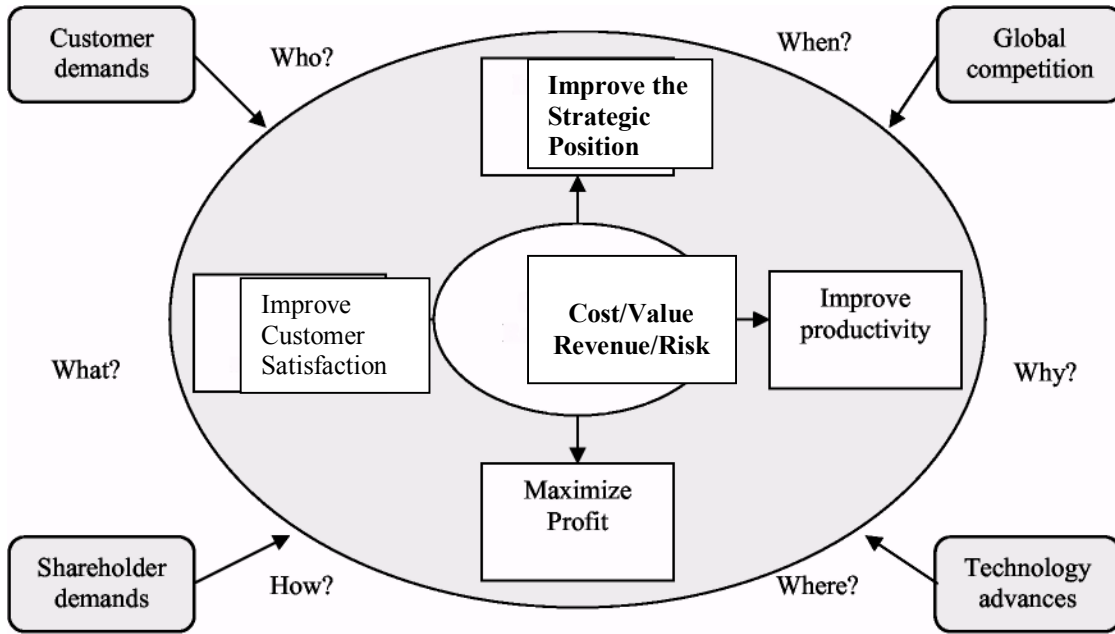 Customer
demands
Who?
When?
Global
competition
Improve the
Strategic
Position
Improve
Customer
Satisfaction
Cost/Value
Revenue/Risk
Improve
productivity
What?
Why?
Maximize
Profit
Shareholder
demands
How?
Where?
Technology
advances